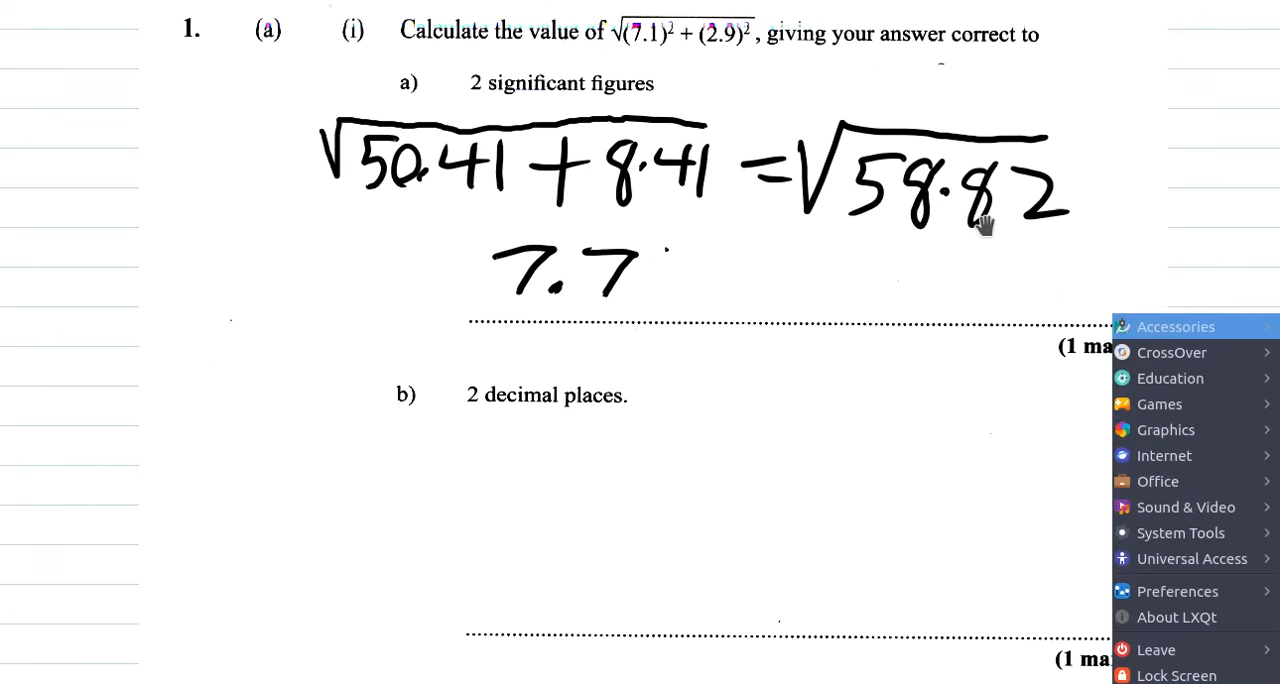 1. (a) (i) Calculate the value of √(7.1)² + (2.9)² , giving your answer correct to
a) 2 significant figures
√50.41 + 8.41 = √58.82
7.7
(1 ma
b) 2 decimal places.
(1 ma
Accessories
CrossOver
Education
Games
Graphics
Internet
Office
Sound & Video
System Tools
Universal Access
Preferences
About LXQt
Leave
Lock Screen